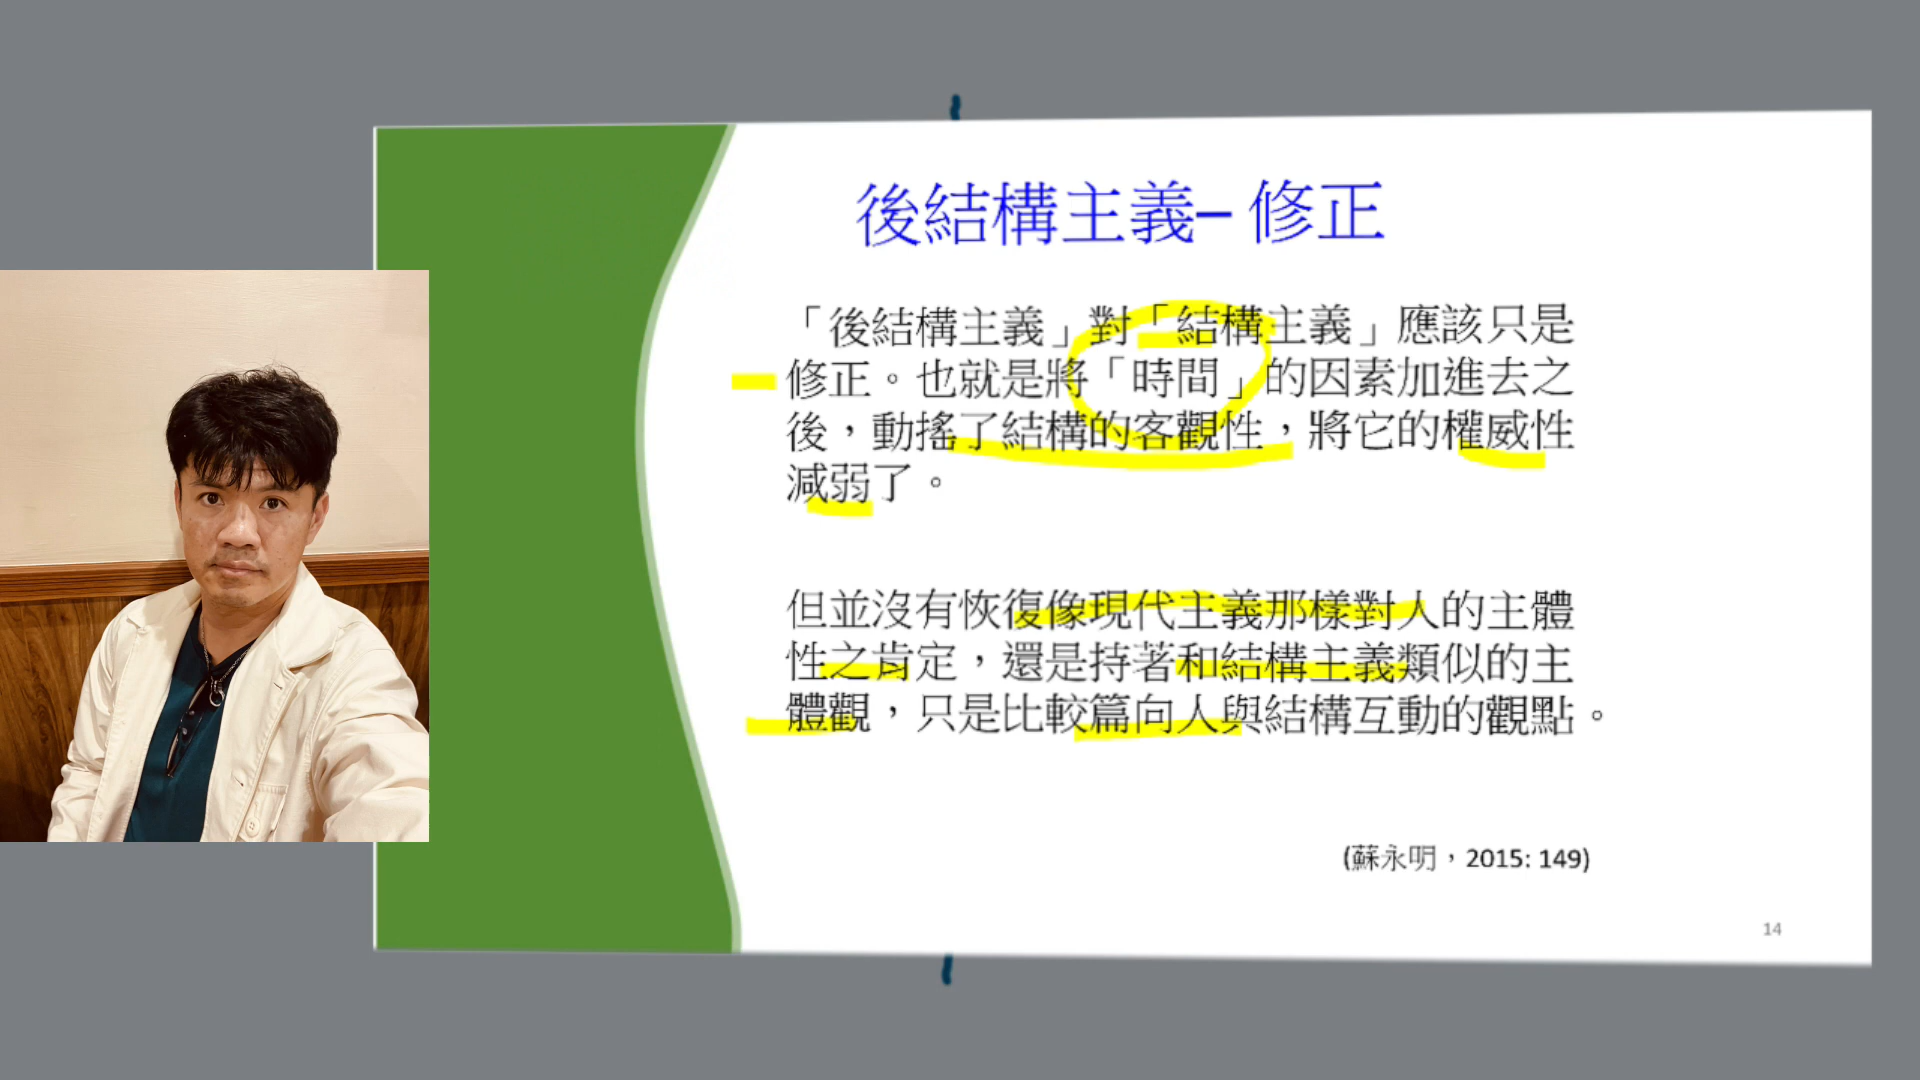 後結構主義– 修正
「後結構主義」對「結構主義」應該只是
修正。也就是將「時間」的因素加進去之
後，動搖了結構的客觀性，將它的權威性
減弱了。
但並沒有恢復像現代主義那樣對人的主體
性之肯定，還是持著和結構主義類似的主
體觀，只是比較篇向人與結構互動的觀點。
(蘇永明，2015: 149)
14